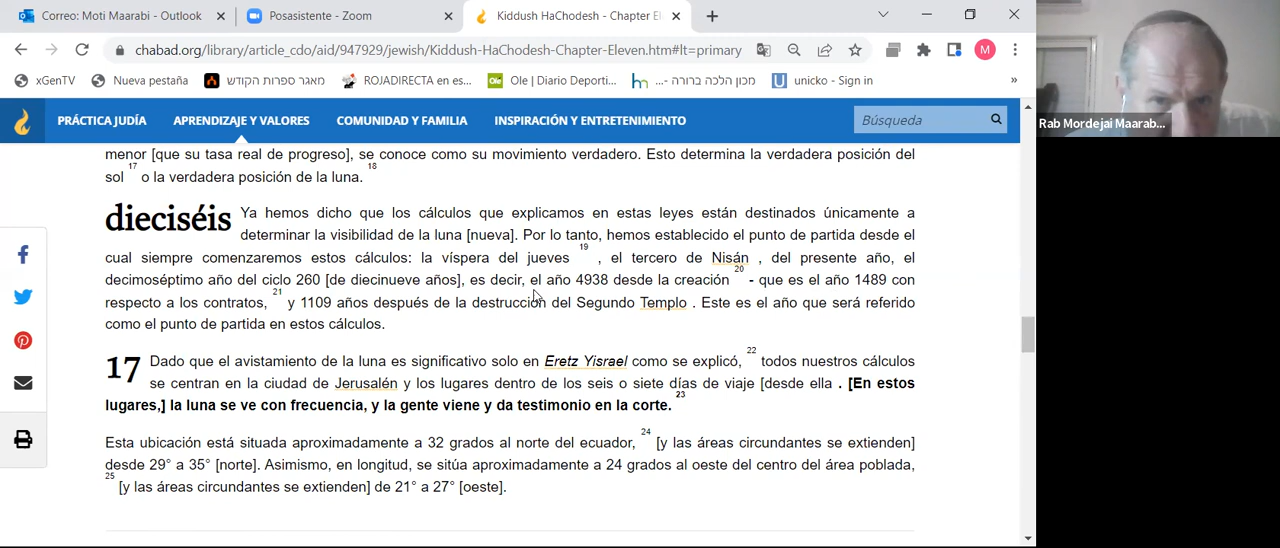 Correo: Moti Maarabi - Outlook
Posasistente - Zoom
Kiddush HaChodesh - Chapter El
chabad.org/library/article_cdo/aid/947929/jewish/Kiddush-HaChodesh-Chapter-Eleven.htm#lt=primary
M
xGenTV
Nueva pestaña
מאגר ספרות הקודש
ROJADIRECTA en es...
Ole | Diario Deporti...
מכון הלכה ברורה -...
unicko - Sign in
»
PRÁCTICA JUDÍA
APRENDIZAJE Y VALORES
COMUNIDAD Y FAMILIA
INSPIRACIÓN Y ENTRETENIMIENTO
Búsqueda
Rab Mordejai Maarab...
menor [que su tasa real de progreso], se conoce como su movimiento verdadero. Esto determina la verdadera posición del
sol 17 o la verdadera posición de la luna. 18
dieciséis Ya hemos dicho que los cálculos que explicamos en estas leyes están destinados únicamente a
determinar la visibilidad de la luna [nueva]. Por lo tanto, hemos establecido el punto de partida desde el
cual siempre comenzaremos estos cálculos: la víspera del jueves 19 , el tercero de Nisán , del presente año, el
decimoséptimo año del ciclo 260 [de diecinueve años], es decir, el año 4938 desde la creación 20 - que es el año 1489 con
respecto a los contratos, 21 y 1109 años después de la destrucción del Segundo Templo . Este es el año que será referido
como el punto de partida en estos cálculos.
17 Dado que el avistamiento de la luna es significativo solo en Eretz Yisrael como se explicó, 22 todos nuestros cálculos
se centran en la ciudad de Jerusalén y los lugares dentro de los seis o siete días de viaje [desde ella . [En estos
lugares,] la luna se ve con frecuencia, y la gente viene y da testimonio en la corte. 23
Esta ubicación está situada aproximadamente a 32 grados al norte del ecuador, 24 [y las áreas circundantes se extienden]
desde 29° a 35° [norte]. Asimismo, en longitud, se sitúa aproximadamente a 24 grados al oeste del centro del área poblada,
25 [y las áreas circundantes se extienden] de 21° a 27° [oeste].